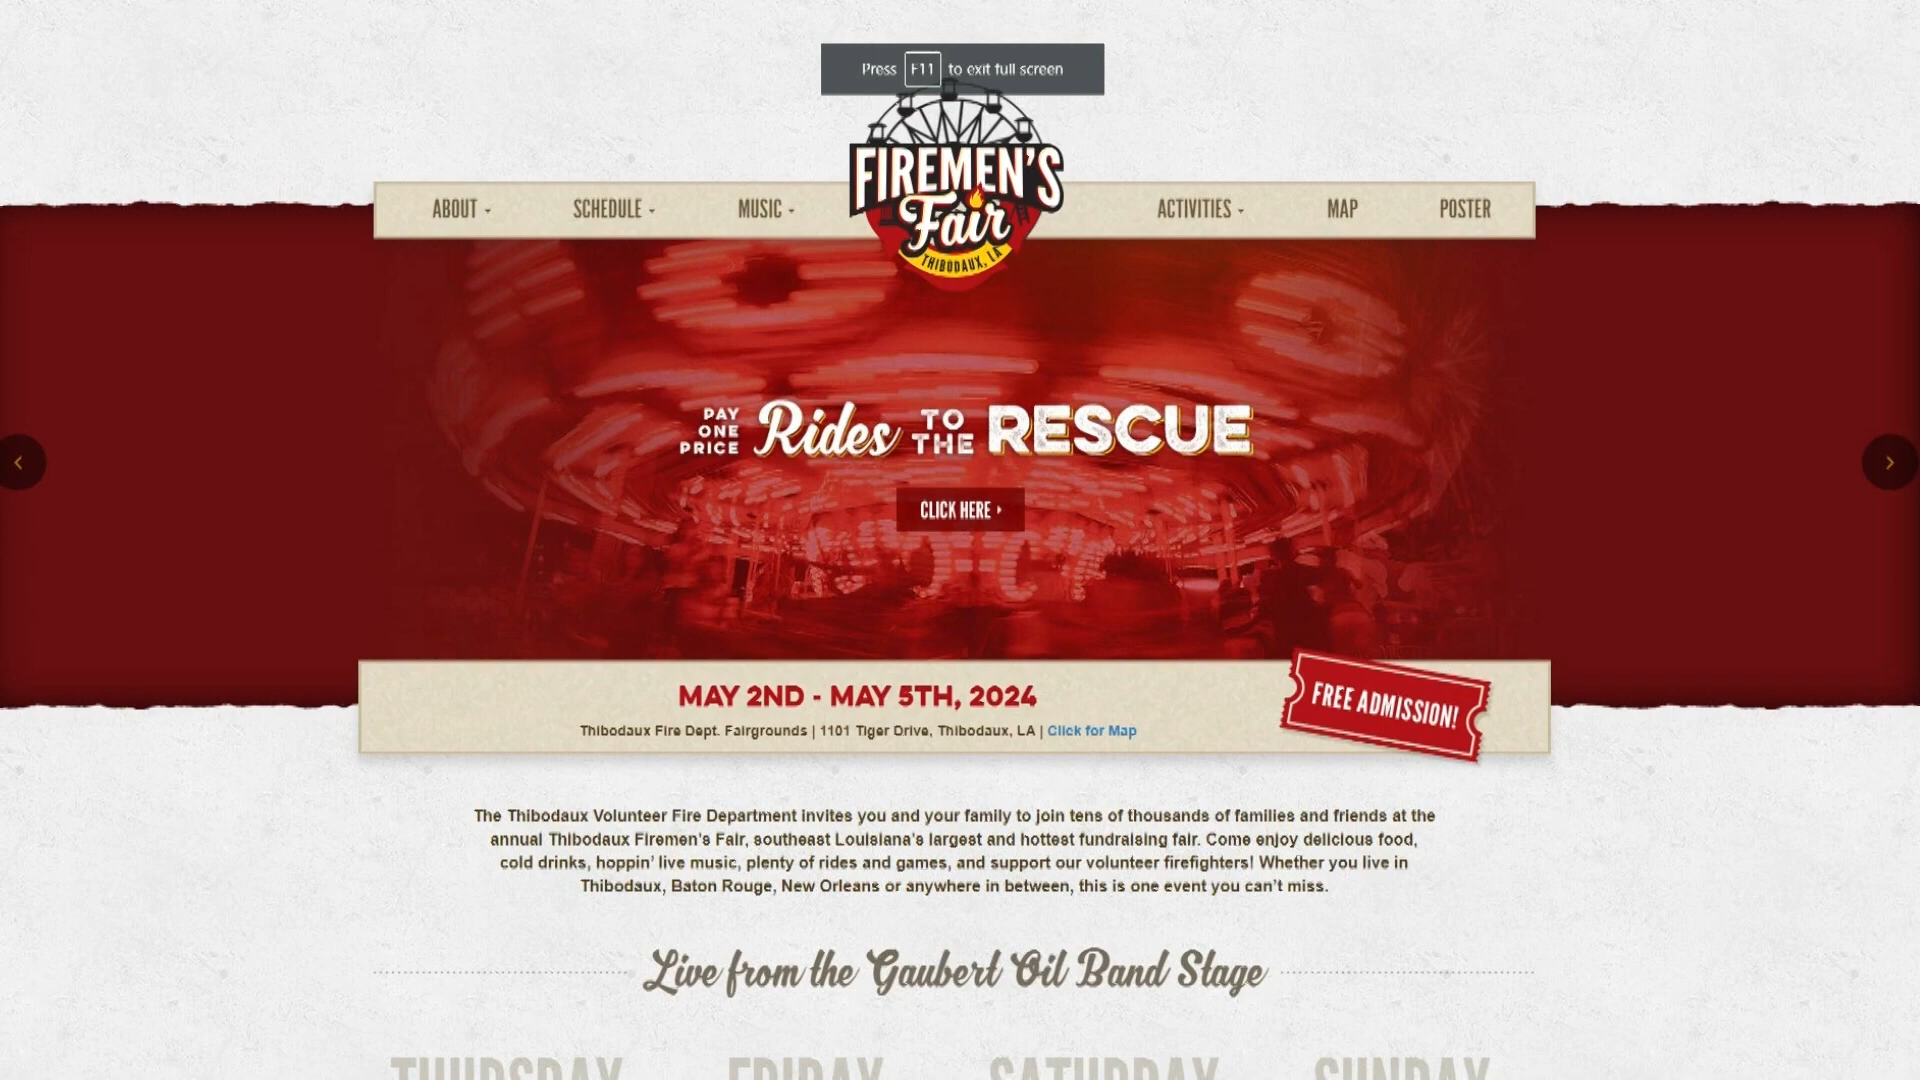 Press F11 to exit full screen
FIREMEN'S
Fair
THIBODAUX, LA
ABOUT
SCHEDULE
MUSIC
ACTIVITIES
MAP
POSTER
PAY
ONE
PRICE
Rides
TO
THE
RESCUE
CLICK HERE
MAY 2ND - MAY 5TH, 2024
Thibodaux Fire Dept. Fairgrounds | 1101 Tiger Drive, Thibodaux, LA | Click for Map
FREE ADMISSION!
The Thibodaux Volunteer Fire Department invites you and your family to join tens of thousands of families and friends at the
annual Thibodaux Firemen's Fair, southeast Louisiana's largest and hottest fundraising fair. Come enjoy delicious food,
cold drinks, hoppin' live music, plenty of rides and games, and support our volunteer firefighters! Whether you live in
Thibodaux, Baton Rouge, New Orleans or anywhere in between, this is one event you can't miss.
Live from the Gaubert Oil Band Stage
THURSDAY FRIDAY SATURDAY SUNDAY